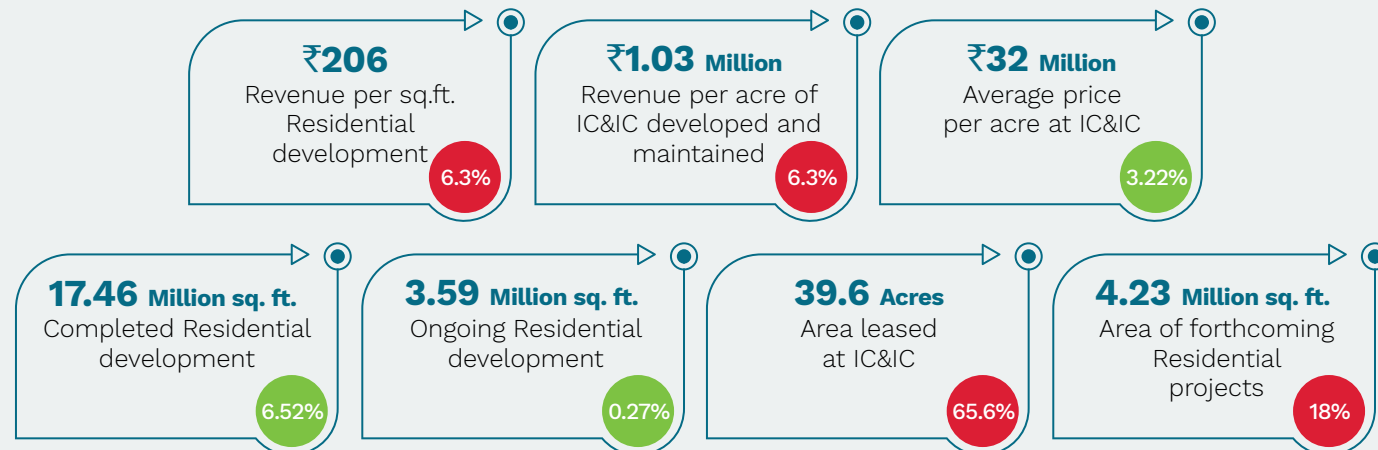 ₹206
Revenue per sq.ft.
Residential
development
6.3%
₹1.03 Million
Revenue per acre of
IC&IC developed and
maintained
6.3%
₹32 Million
Average price
per acre at IC&IC
3.22%
17.46 Million sq. ft.
Completed Residential
development
6.52%
3.59 Million sq. ft.
Ongoing Residential
development
0.27%
39.6 Acres
Area leased
at IC&IC
65.6%
4.23 Million sq. ft.
Area of forthcoming
Residential
projects
18%